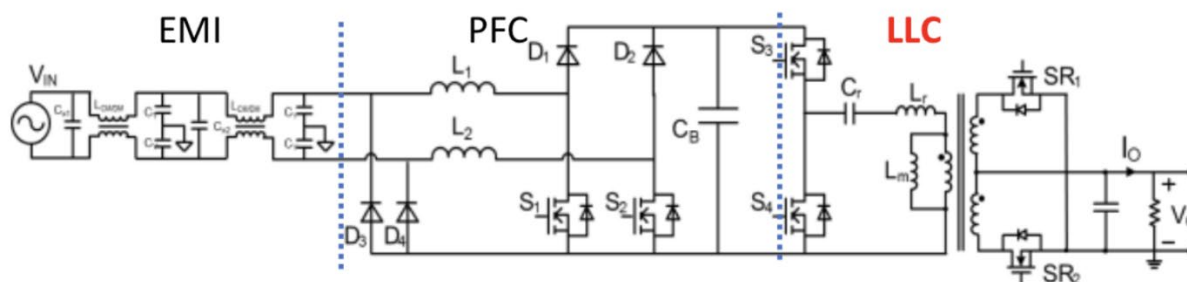 EMI
PFC
LLC
V_IN
L_1
L_2
D_1
D_2
D_3
D_4
S_1
S_2
C_B
S_3
S_4
C_r
L_r
L_m
SR_1
SR_2
I_O
+
−